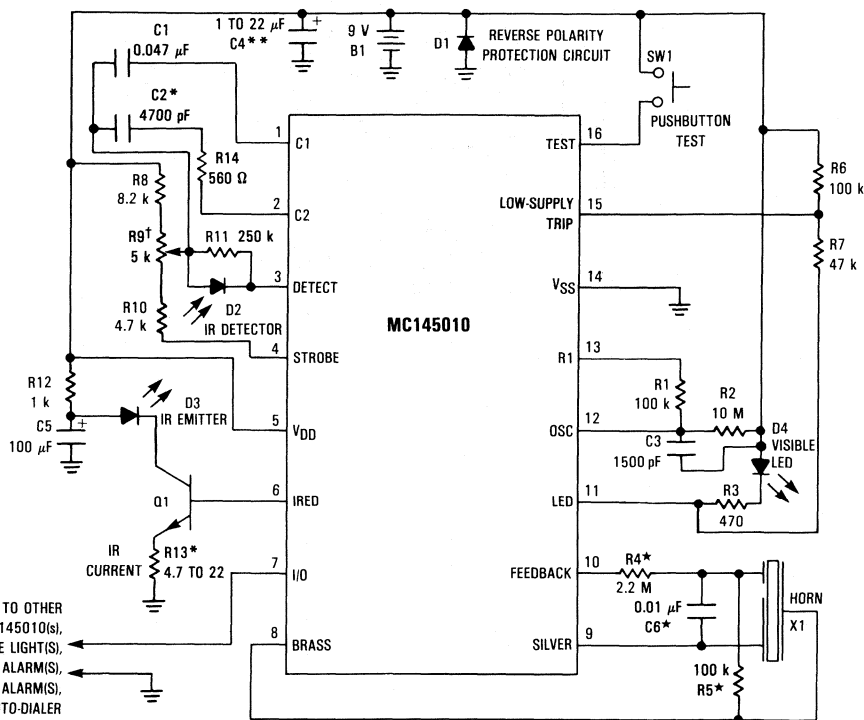 C1
0.047 µF
1 TO 22 µF
C4**
+
9 V
B1
D1
REVERSE POLARITY
PROTECTION CIRCUIT
SW1
PUSHBUTTON
TEST
C2*
4700 pF
R14
560 Ω
R8
8.2 k
R9†
5 k
R11 250 k
D2
IR DETECTOR
R10
4.7 k
R12
1 k
C5
100 µF
+
D3
IR EMITTER
Q1
IR
CURRENT
R13*
4.7 TO 22
TO OTHER
145010(s),
E LIGHT(S),
ALARM(S),
ALARM(S),
TO-DIALER
MC145010
1 C1
2 C2
3 DETECT
4 STROBE
5 VDD
6 IRED
7 I/O
8 BRASS
TEST 16
LOW-SUPPLY
TRIP
15
VSS 14
R1 13
OSC 12
LED 11
FEEDBACK 10
SILVER 9
R6
100 k
R7
47 k
R1
100 k
R2
10 M
C3
1500 pF
D4
VISIBLE
LED
R3
470
R4★
2.2 M
0.01 µF
C6★
100 k
R5★
HORN
X1